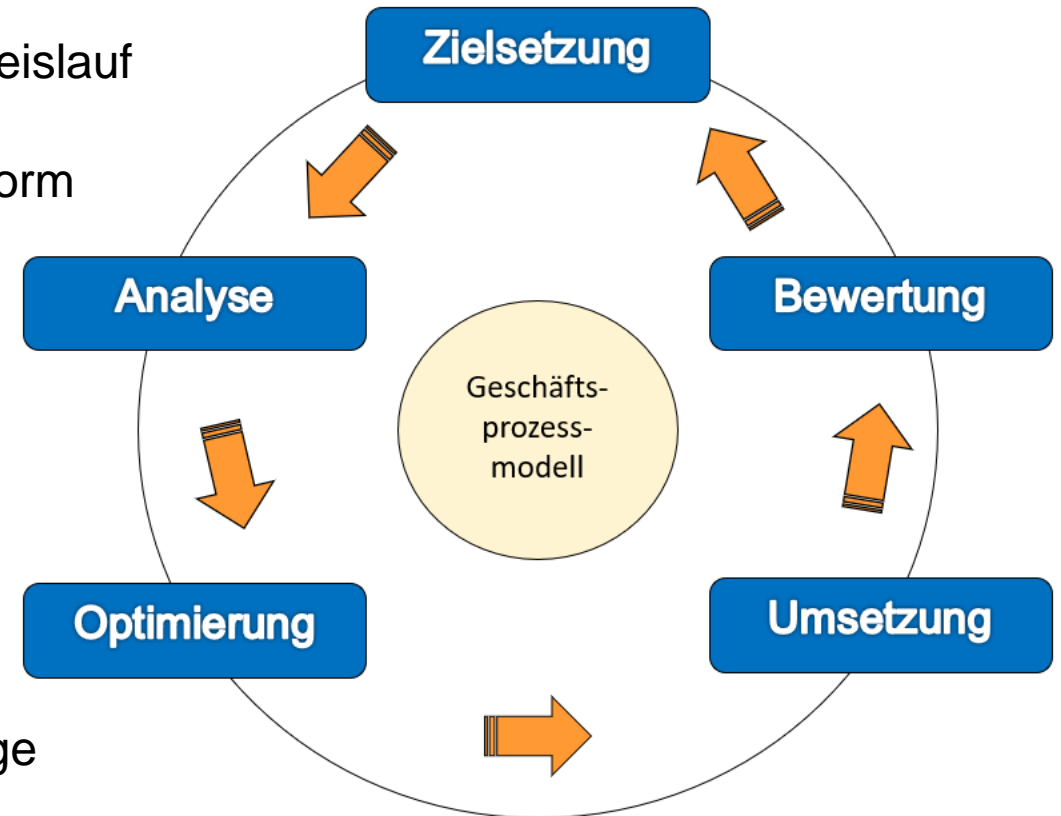 eislauf
orm
ge
Zielsetzung
Analyse
Optimierung
Umsetzung
Bewertung
Geschäfts-
prozess-
modell